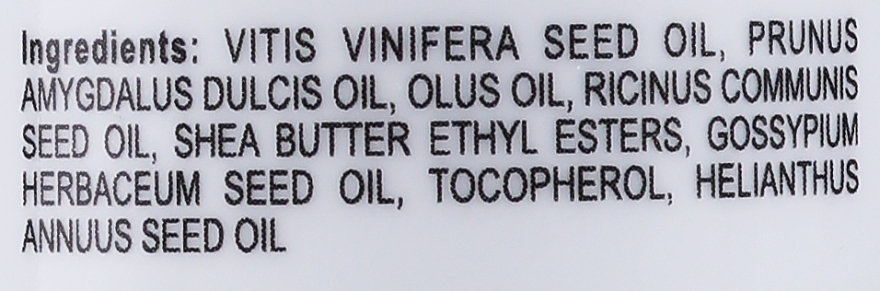 Ingredients: VITIS VINIFERA SEED OIL, PRUNUS
AMYGDALUS DULCIS OIL, OLUS OIL, RICINUS COMMUNIS
SEED OIL, SHEA BUTTER ETHYL ESTERS, GOSSYPIUM
HERBACEUM SEED OIL, TOCOPHEROL, HELIANTHUS
ANNUUS SEED OIL